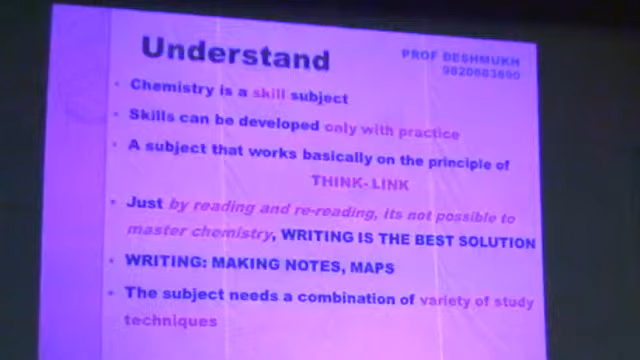 Understand
PROF DESHMUKH
Chemistry is a skill subject
Skills can be developed only with practice
A subject that works basically on the principle of
THINK- LINK
Just by reading and re-reading, its not possible to
master chemistry, WRITING IS THE BEST SOLUTION
WRITING: MAKING NOTES, MAPS
The subject needs a combination of variety of study
techniques